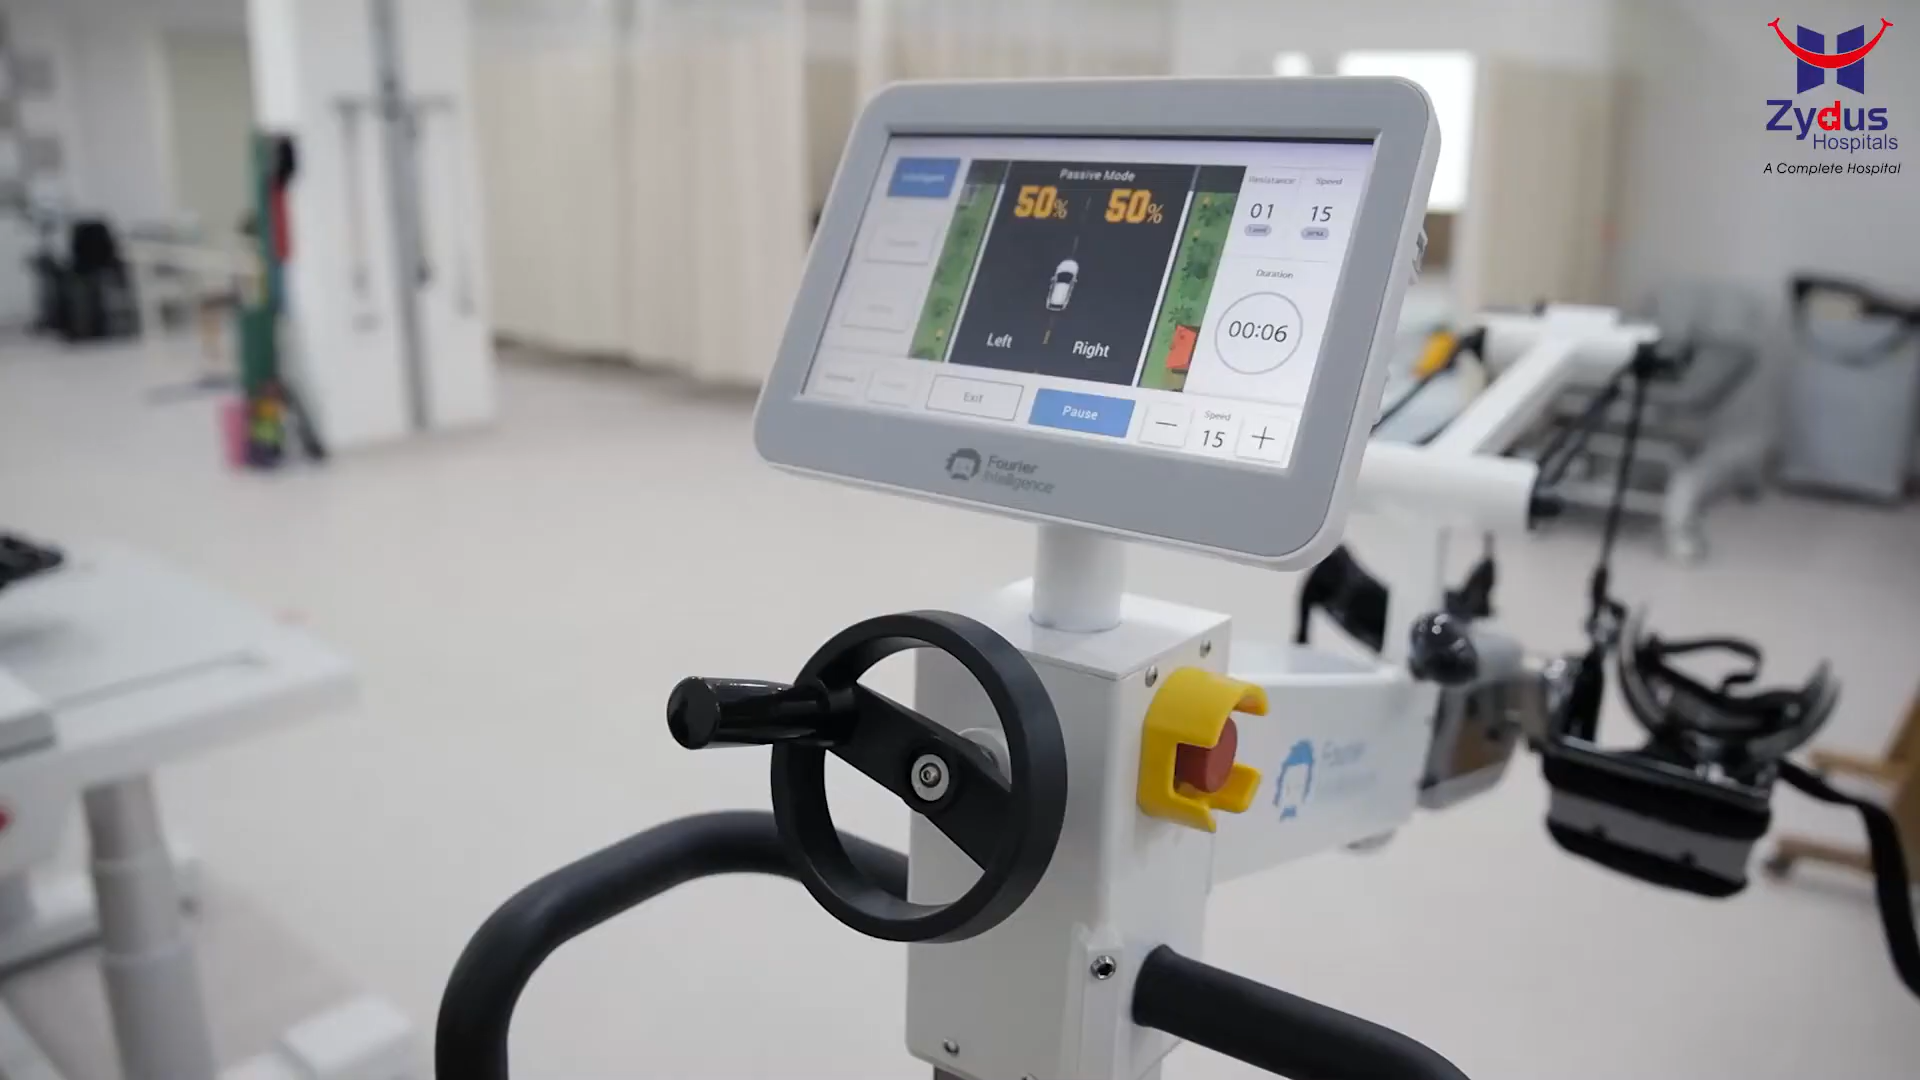 Zydus
Hospitals
A Complete Hospital
Passive Mode
50% 50%
Left Right
Resistance Speed
01 15
Duration
00:06
Exit
Pause
Speed
— 15 +
Fourier
Intelligence
Fourier